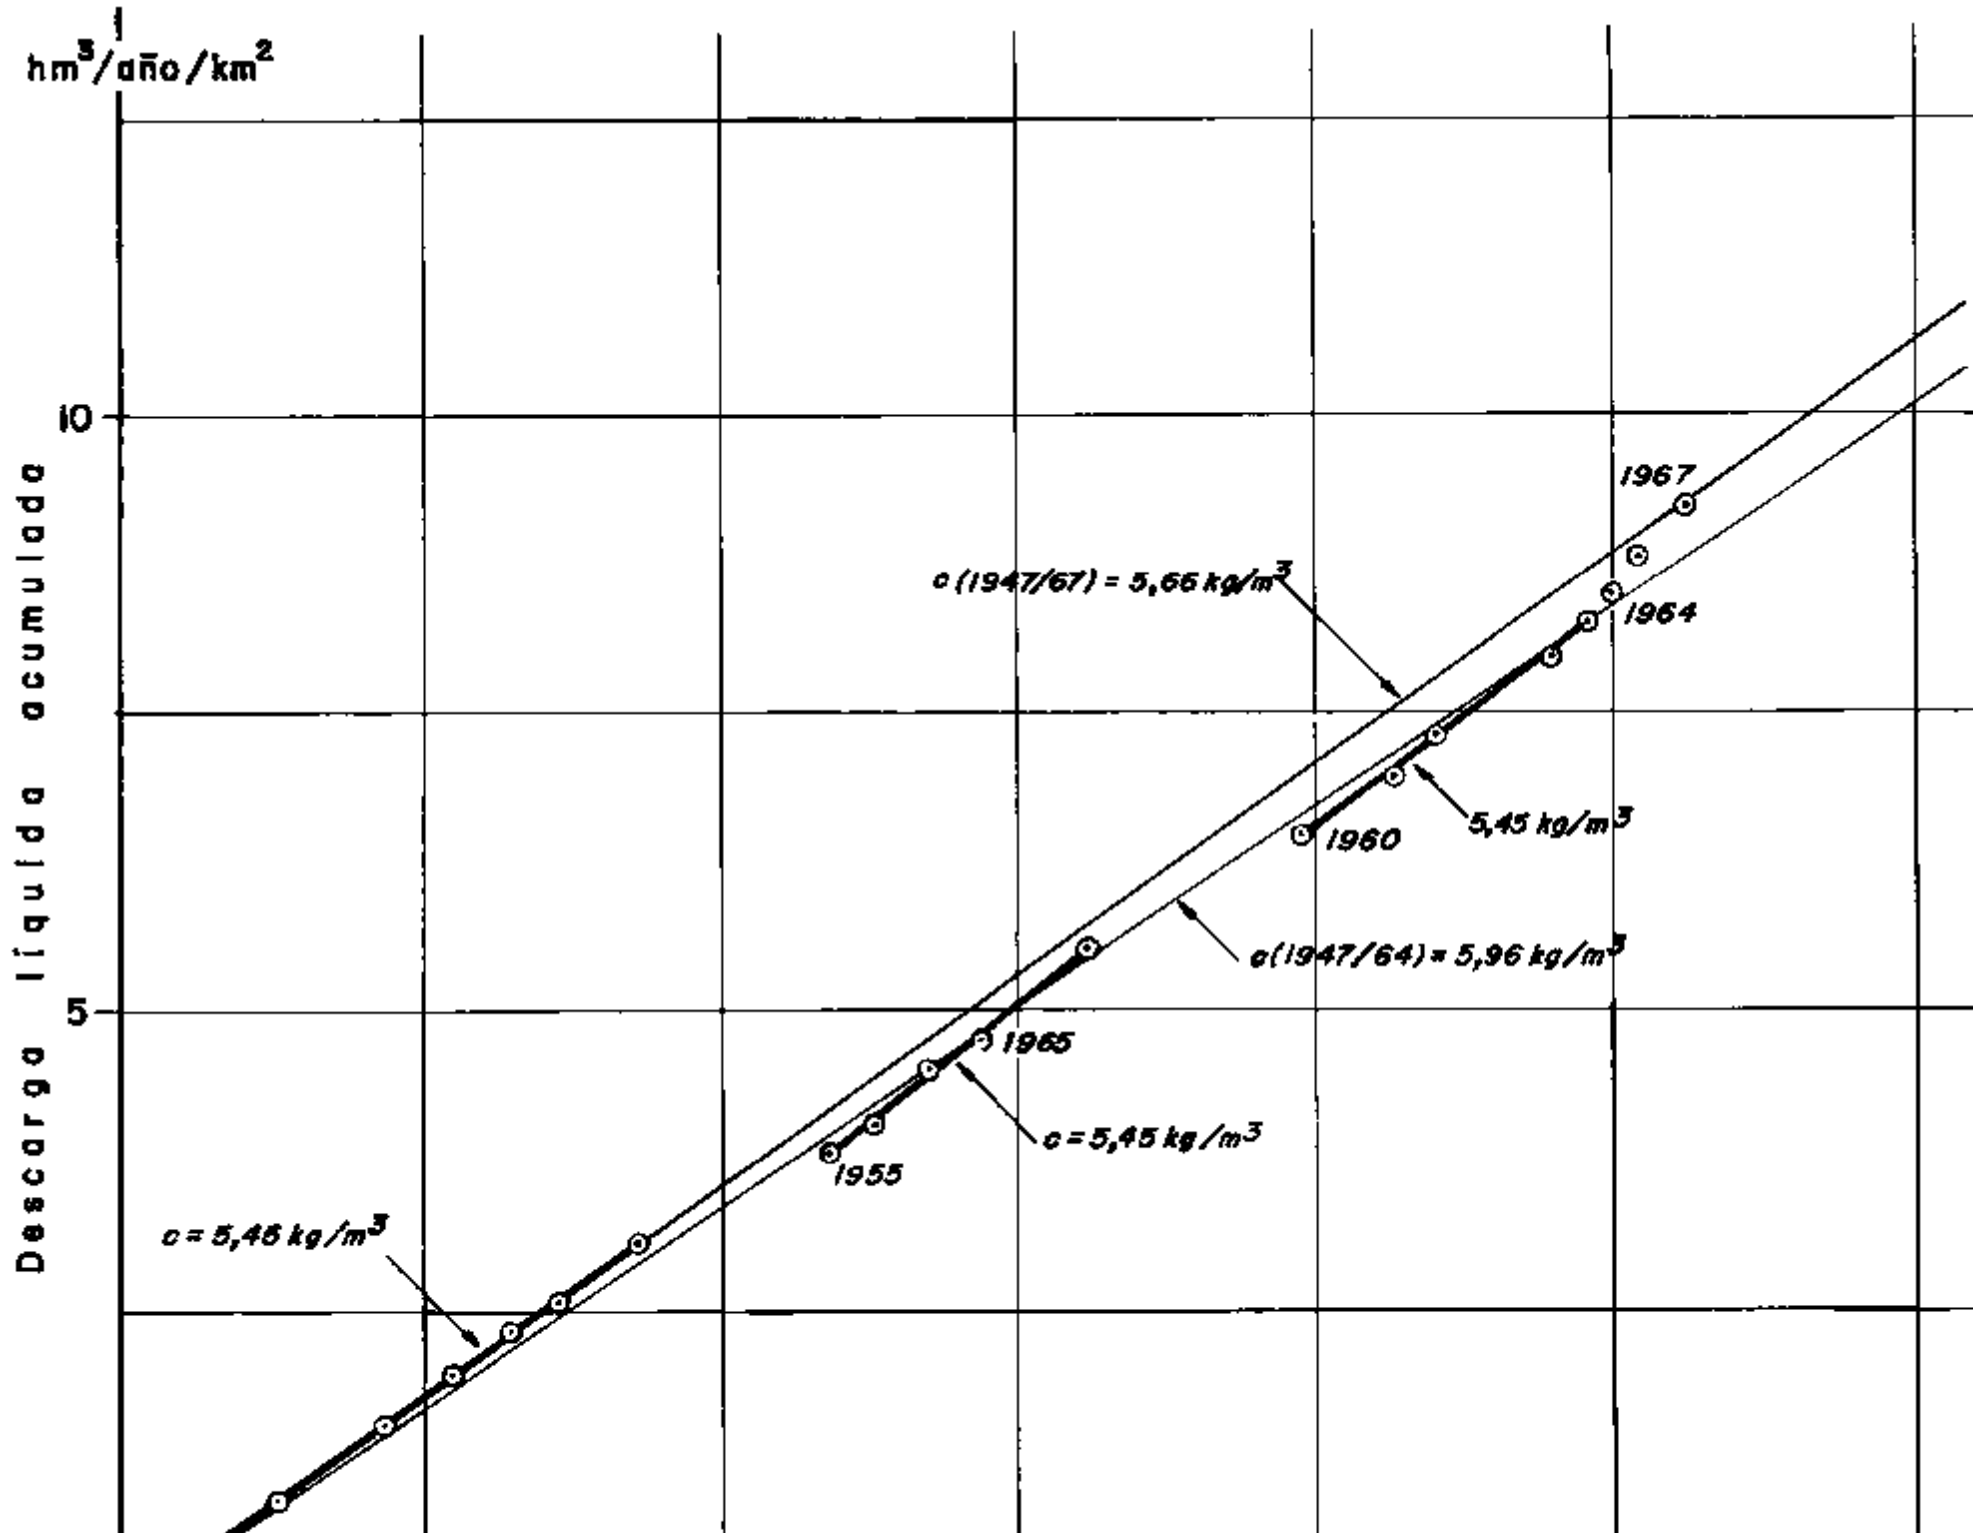 hm³/año/km²
10
1967
c (1947/67) = 5,66 kg/m³
1964
5,45 kg/m³
1960
c (1947/64) = 5,96 kg/m³
5
1965
c = 5,45 kg/m³
1955
c = 5,45 kg/m³
Descarga líquida acumulada